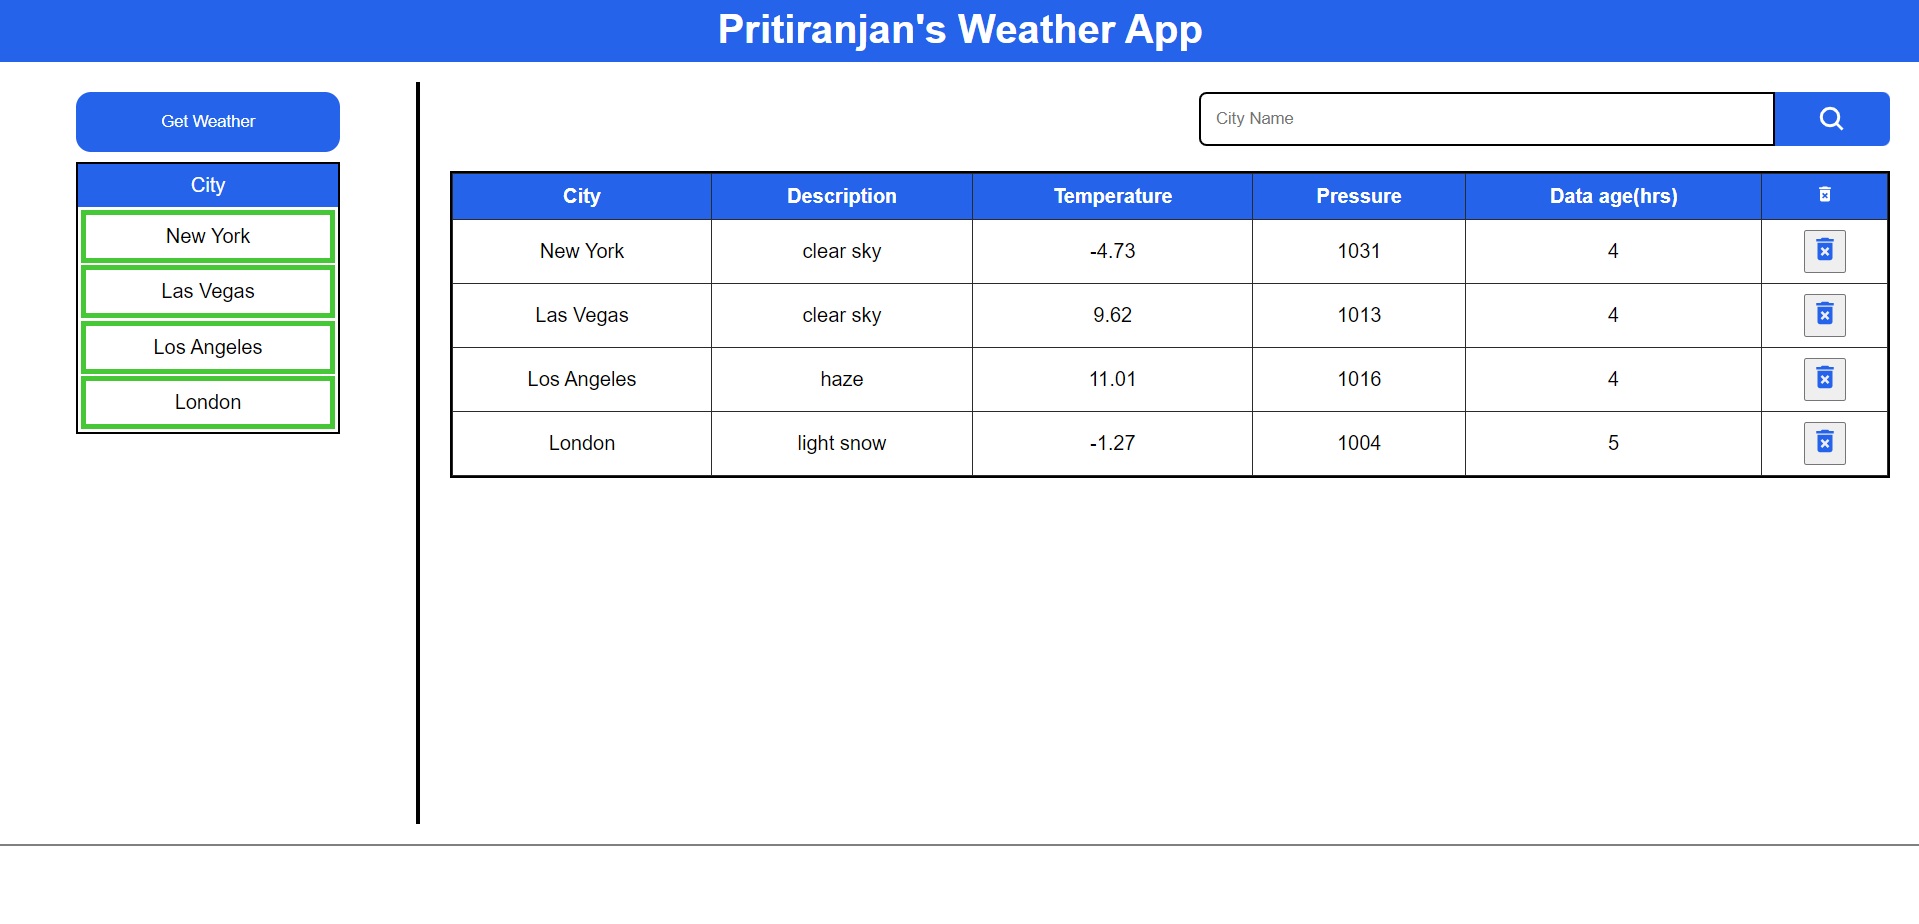 Pritiranjan's Weather App
Get Weather
City
New York
Las Vegas
Los Angeles
London
City Name
City Description Temperature Pressure Data age(hrs)
New York clear sky -4.73 1031 4
Las Vegas clear sky 9.62 1013 4
Los Angeles haze 11.01 1016 4
London light snow -1.27 1004 5